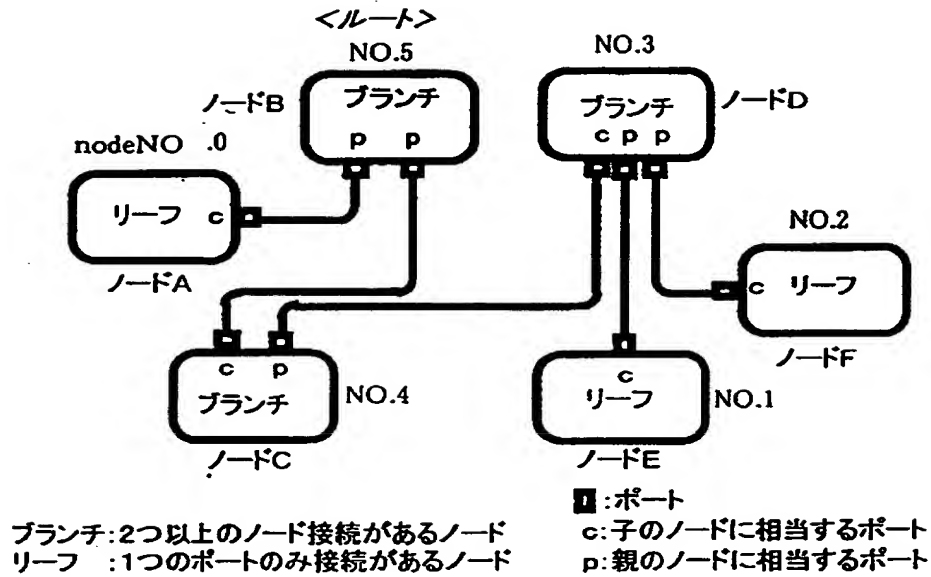 <ルート>
NO.5
NO.3
ノードB
ブランチ
p p
ブランチ
c p p
ノードD
nodeNO .0
リーフ c
ノードA
NO.2
c リーフ
ノードF
c p
ブランチ
NO.4
ノードC
c
リーフ
NO.1
ノードE
:ポート
ブランチ:2つ以上のノード接続があるノード
c:子のノードに相当するポート
リーフ :1つのポートのみ接続があるノード
p:親のノードに相当するポート